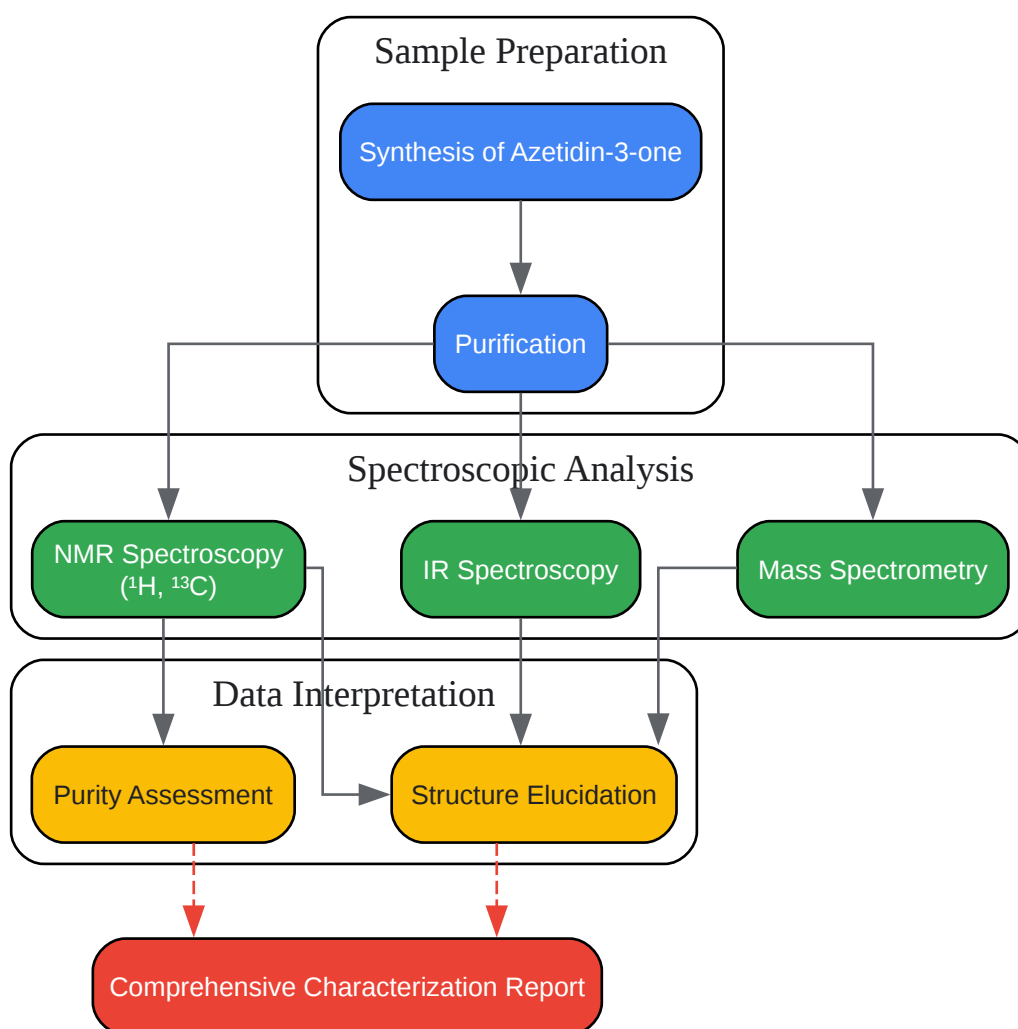 Sample Preparation
Synthesis of Azetidin-3-one
Purification
Spectroscopic Analysis
NMR Spectroscopy
(¹H, ¹³C)
IR Spectroscopy
Mass Spectrometry
Data Interpretation
Purity Assessment
Structure Elucidation
Comprehensive Characterization Report